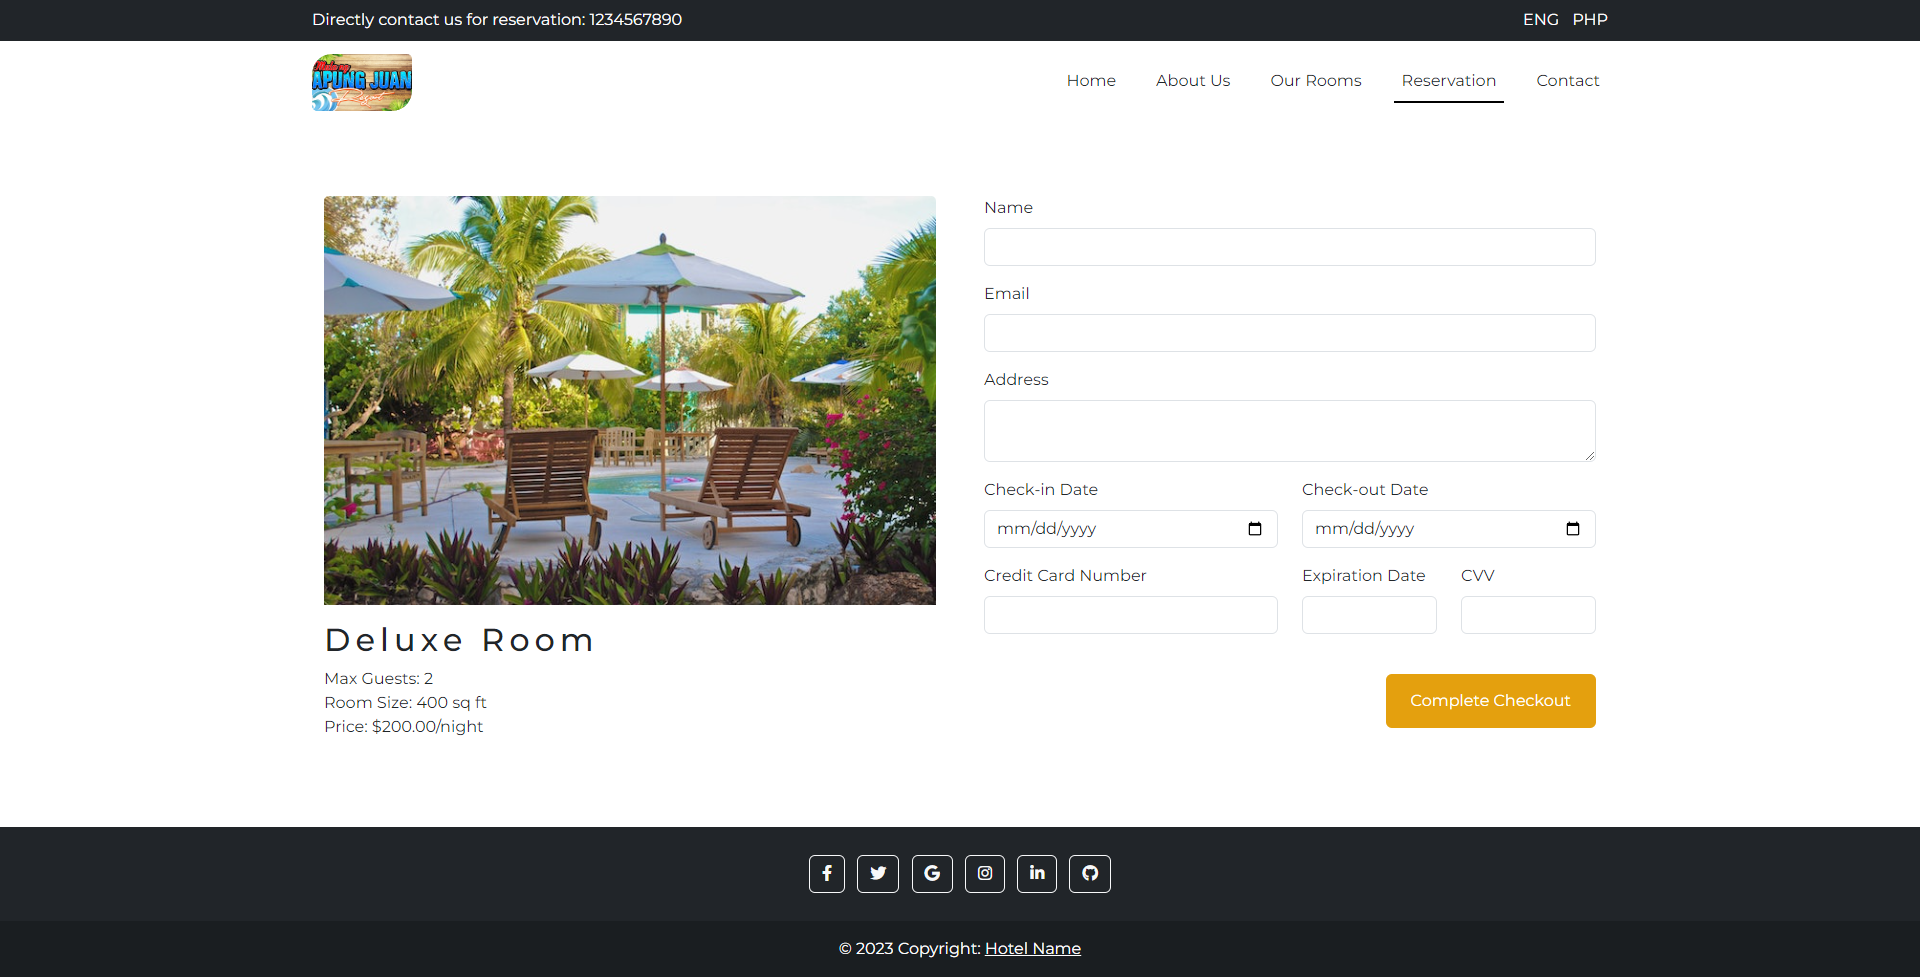 Directly contact us for reservation: 1234567890
ENG PHP
APUNG JUAN
Resort
Home About Us Our Rooms Reservation Contact
Name
Email
Address
Check-in Date Check-out Date
mm/dd/yyyy mm/dd/yyyy
Credit Card Number Expiration Date CVV
Deluxe Room
Max Guests: 2
Room Size: 400 sq ft
Price: $200.00/night
Complete Checkout
© 2023 Copyright: Hotel Name